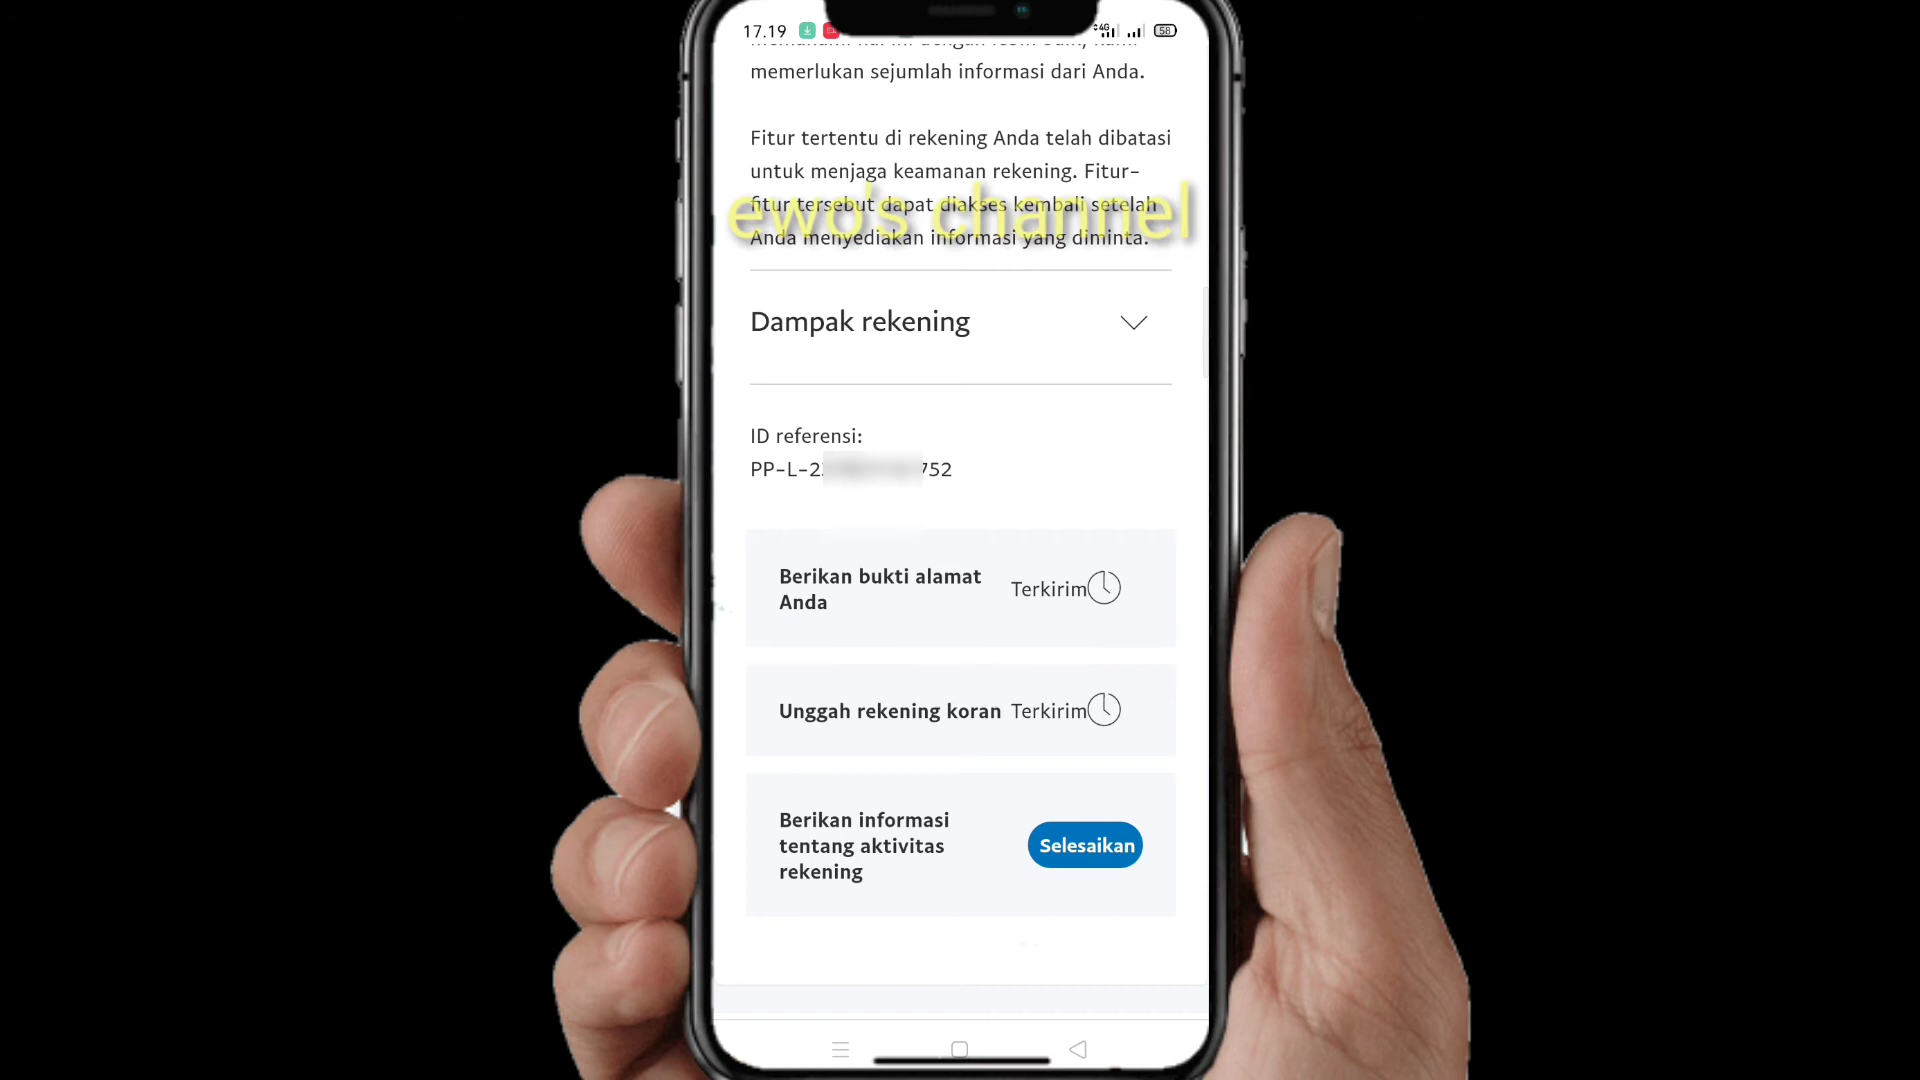 17.19
4G
58
memerlukan sejumlah informasi dari Anda.
Fitur tertentu di rekening Anda telah dibatasi
untuk menjaga keamanan rekening. Fitur-
fitur tersebut dapat diakses kembali setelah
ewo's channel
Anda menyediakan informasi yang diminta.
Dampak rekening
ID referensi:
PP-L-2 752
Berikan bukti alamat
Anda
Terkirim
Unggah rekening koran Terkirim
Berikan informasi
tentang aktivitas
rekening
Selesaikan